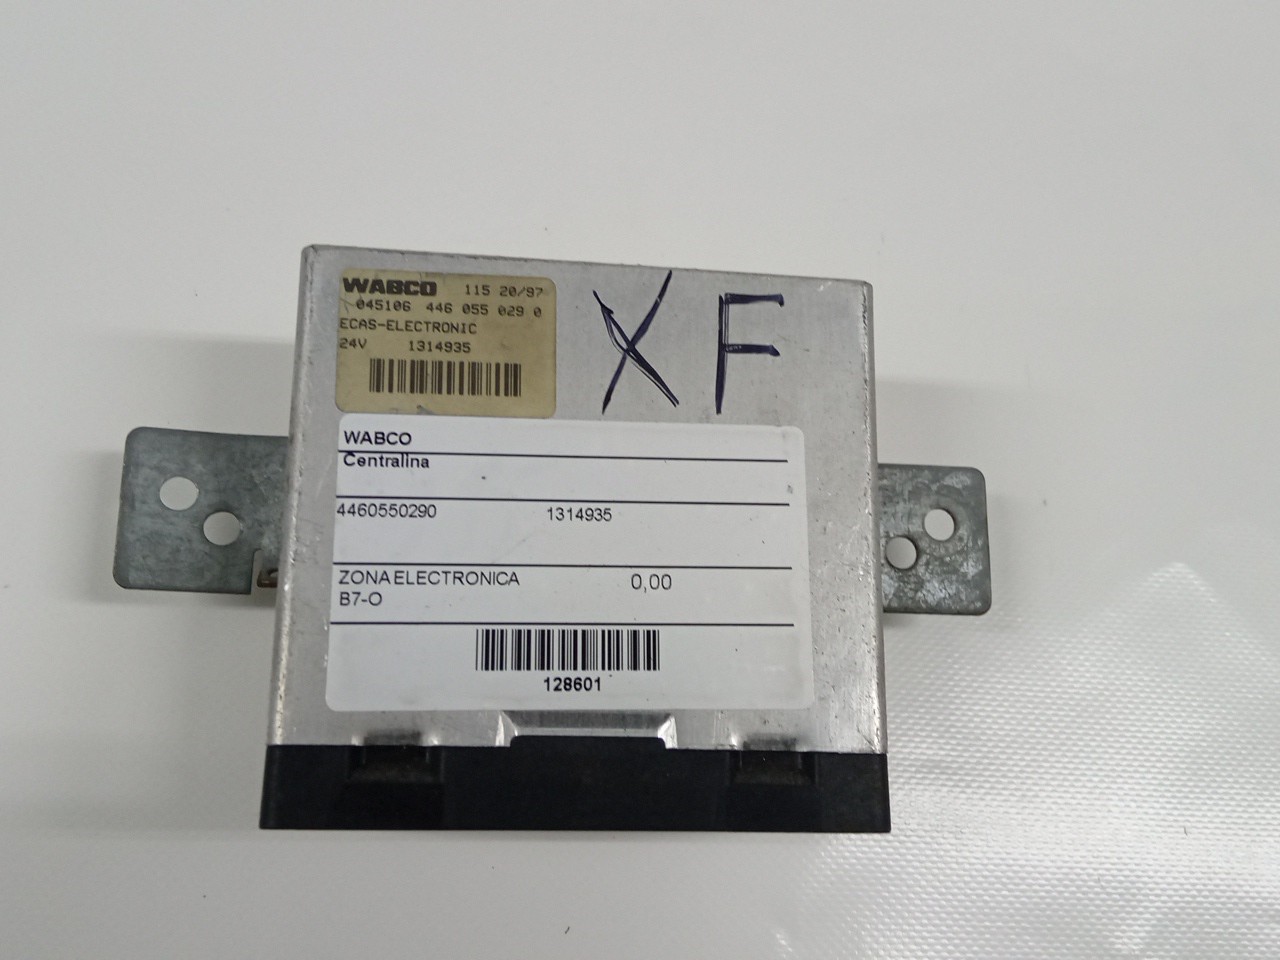 WABCO 115 20/97
045106 446 055 029 0
ECAS-ELECTRONIC
24V 1314935
XF
WABCO
Centralina
4460550290 1314935
ZONA ELECTRONICA 0,00
B7-O
128601